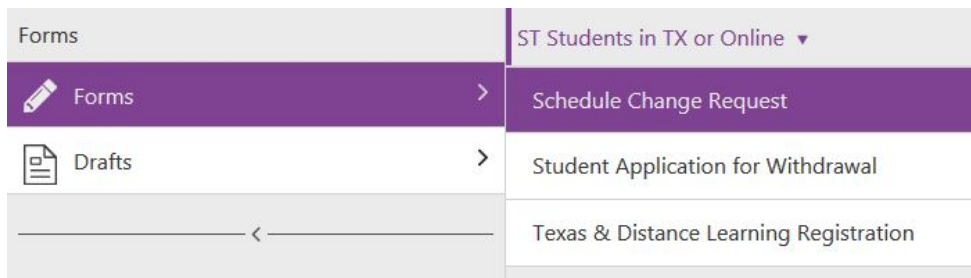 Forms
Forms
Drafts
ST Students in TX or Online
Schedule Change Request
Student Application for Withdrawal
Texas & Distance Learning Registration